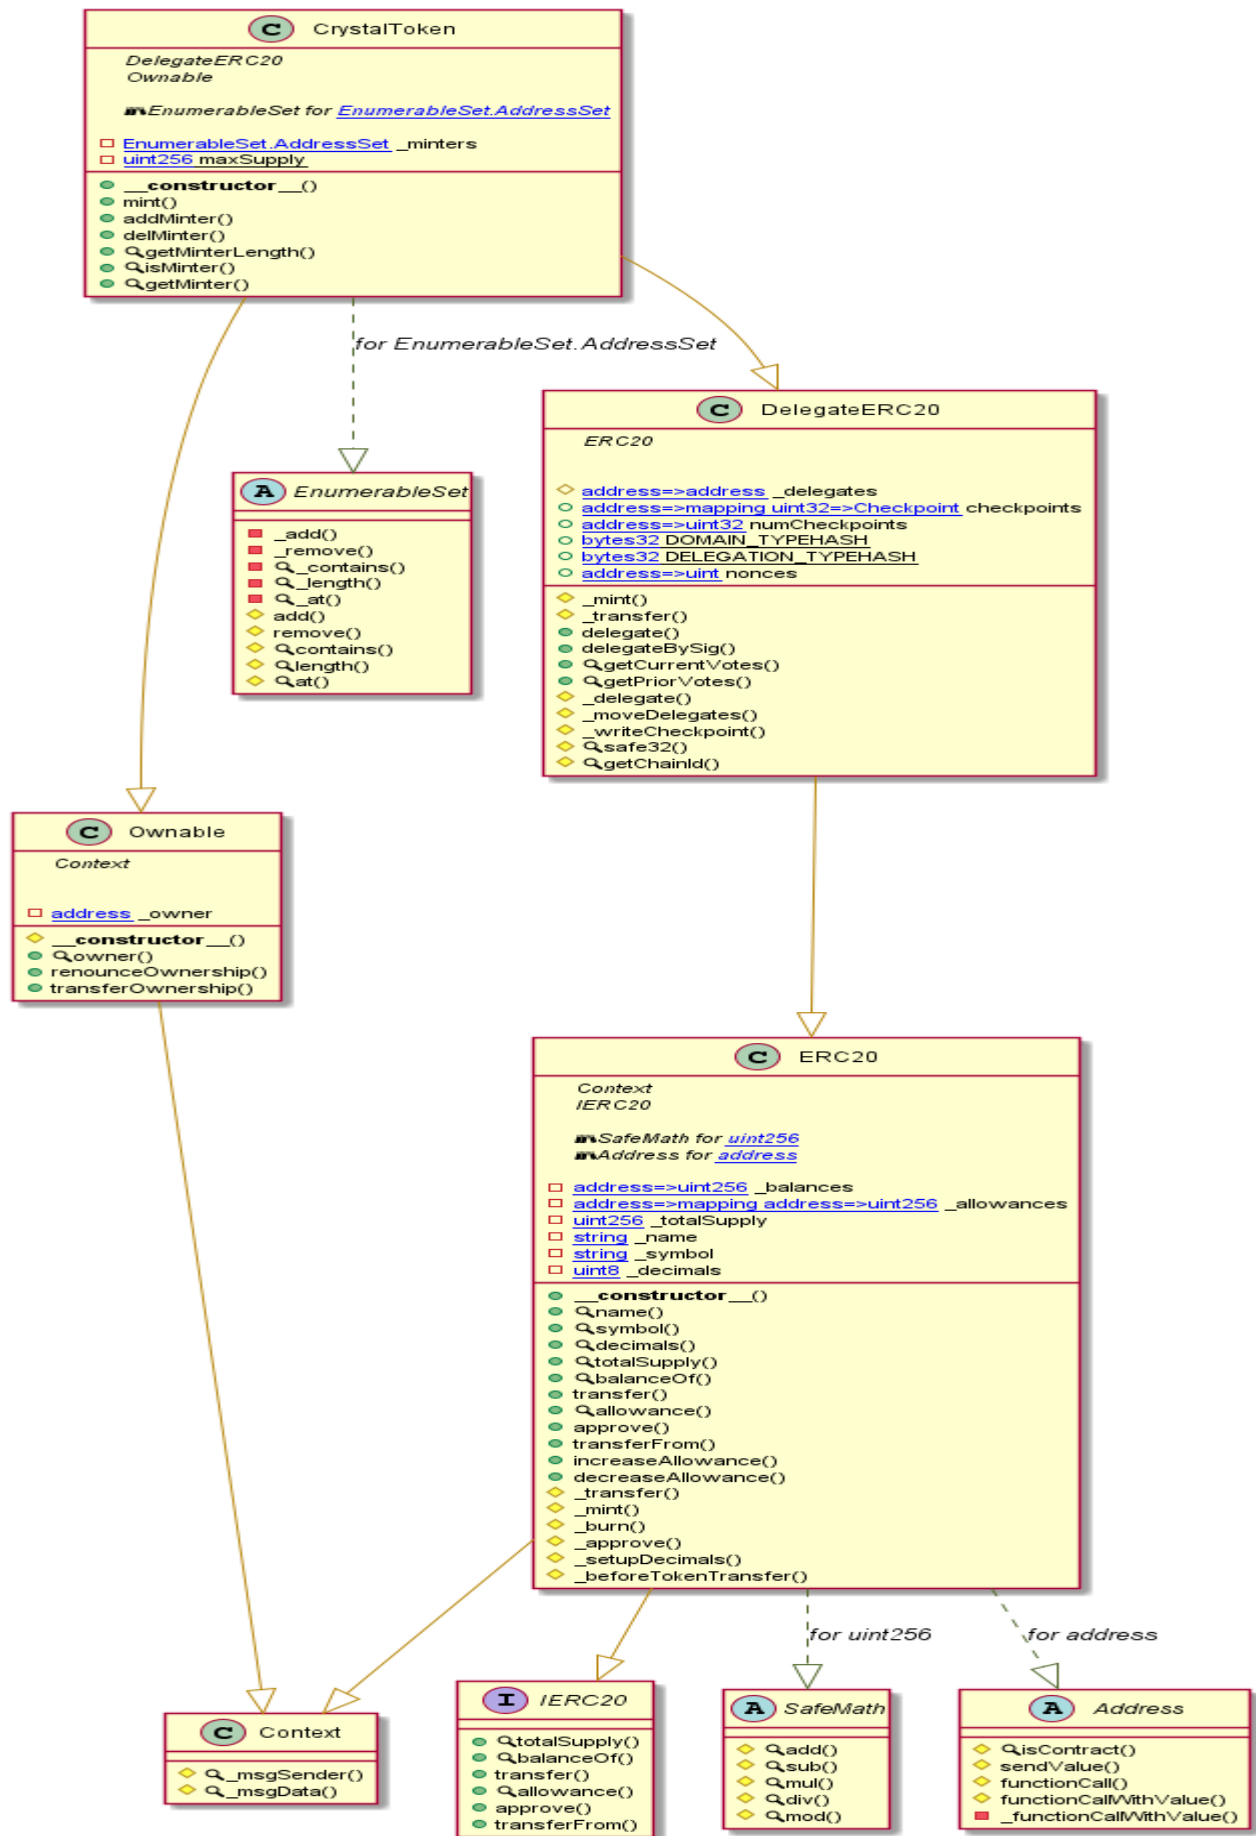 C CrystalToken
DelegateERC20
Ownable
EnumerableSet for EnumerableSet.AddressSet
EnumerableSet.AddressSet _minters
uint256 maxSupply
__constructor__()
mint()
addMinter()
delMinter()
getMinterLength()
isMinter()
getMinter()
for EnumerableSet.AddressSet
C DelegateERC20
ERC20
address=>address _delegates
address=>mapping uint32=>Checkpoint checkpoints
address=>uint32 numCheckpoints
bytes32 DOMAIN_TYPEHASH
bytes32 DELEGATION_TYPEHASH
address=>uint nonces
_mint()
_transfer()
delegate()
delegateBySig()
getCurrentVotes()
getPriorVotes()
_delegate()
_moveDelegates()
_writeCheckpoint()
safe32()
getChainId()
A EnumerableSet
_add()
_remove()
_contains()
_length()
_at()
add()
remove()
contains()
length()
at()
C Ownable
Context
address _owner
__constructor__()
owner()
renounceOwnership()
transferOwnership()
C ERC20
Context
IERC20
SafeMath for uint256
Address for address
address=>uint256 _balances
address=>mapping address=>uint256 _allowances
uint256 _totalSupply
string _name
string _symbol
uint8 _decimals
__constructor__()
name()
symbol()
decimals()
totalSupply()
balanceOf()
transfer()
allowance()
approve()
transferFrom()
increaseAllowance()
decreaseAllowance()
_transfer()
_mint()
_burn()
_approve()
_setupDecimals()
_beforeTokenTransfer()
for uint256
for address
C Context
_msgSender()
_msgData()
I IERC20
totalSupply()
balanceOf()
transfer()
allowance()
approve()
transferFrom()
A SafeMath
add()
sub()
mul()
div()
mod()
A Address
isContract()
sendValue()
functionCall()
functionCallWithValue()
_functionCallWithValue()